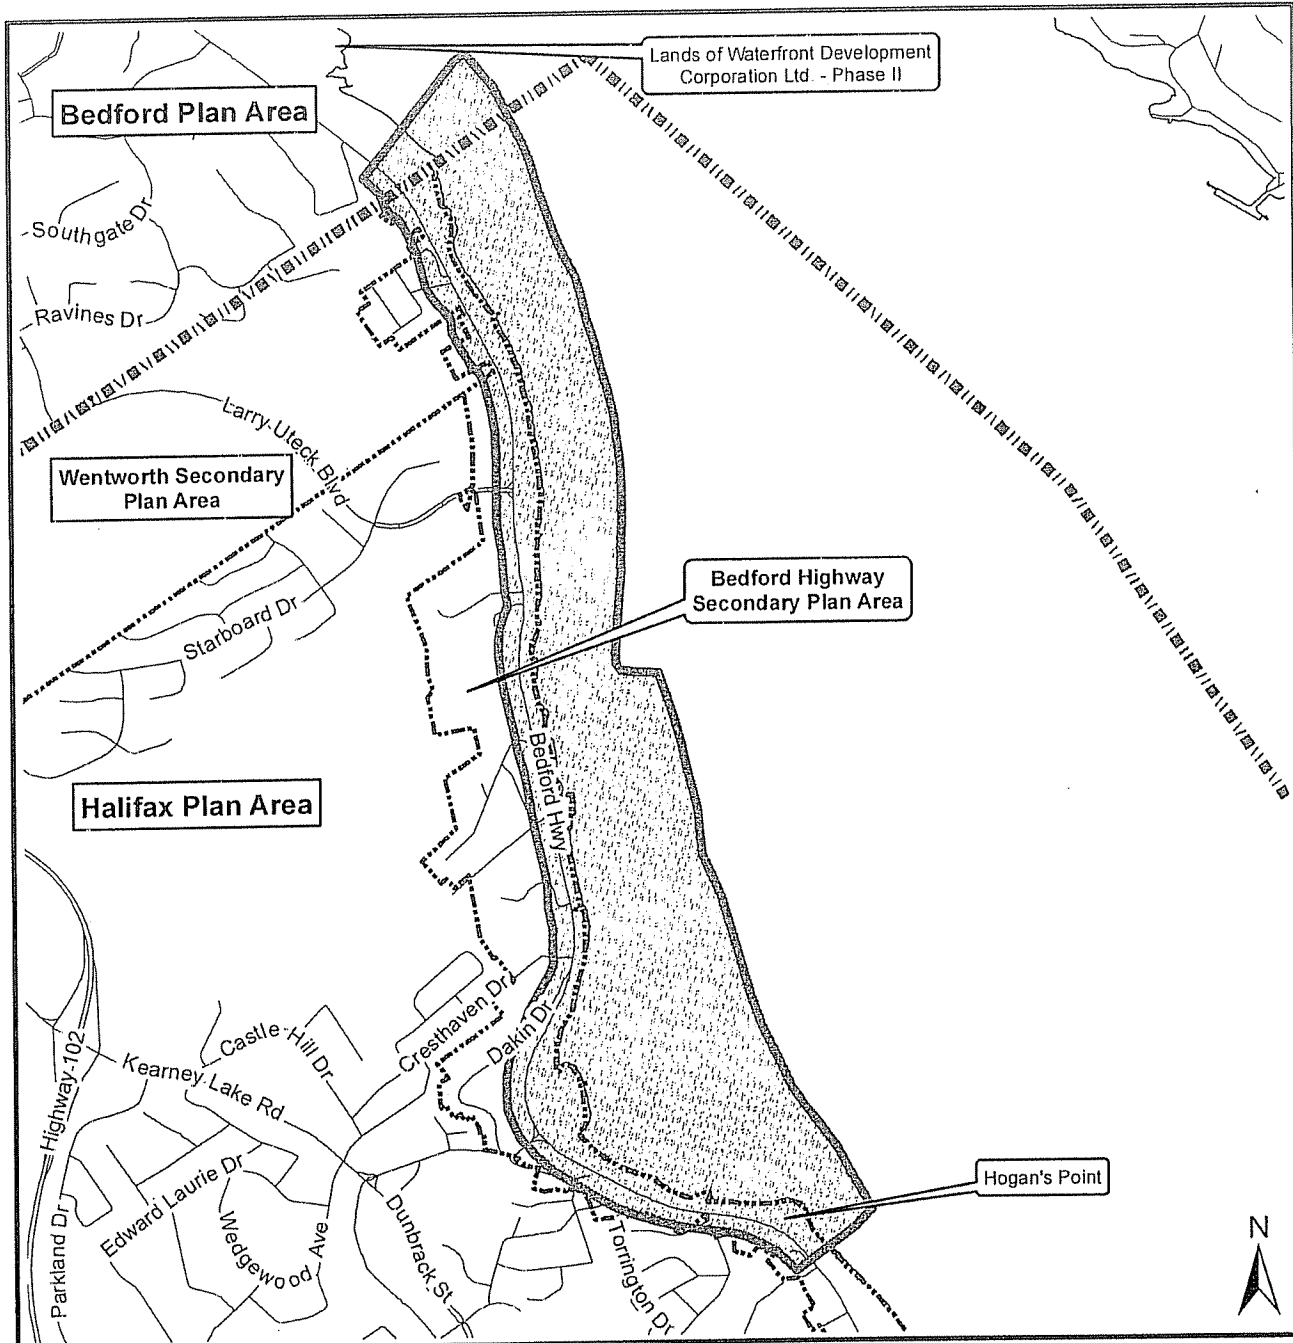 Lands of Waterfront Development
Corporation Ltd. - Phase II
Bedford Plan Area
Southgate Dr
Ravines Dr
Larry Uteck Blvd
Wentworth Secondary
Plan Area
Bedford Highway
Secondary Plan Area
Starboard Dr
Bedford Hwy
Halifax Plan Area
Cresthaven Dr
Dakin Dr
Castle Hill Dr
Kearney Lake Rd
Highway 102
Edward Laurie Dr
Hogan's Point
Parkland Dr
Wedgewood Ave
Dunbrack St
Torrington Dr
N